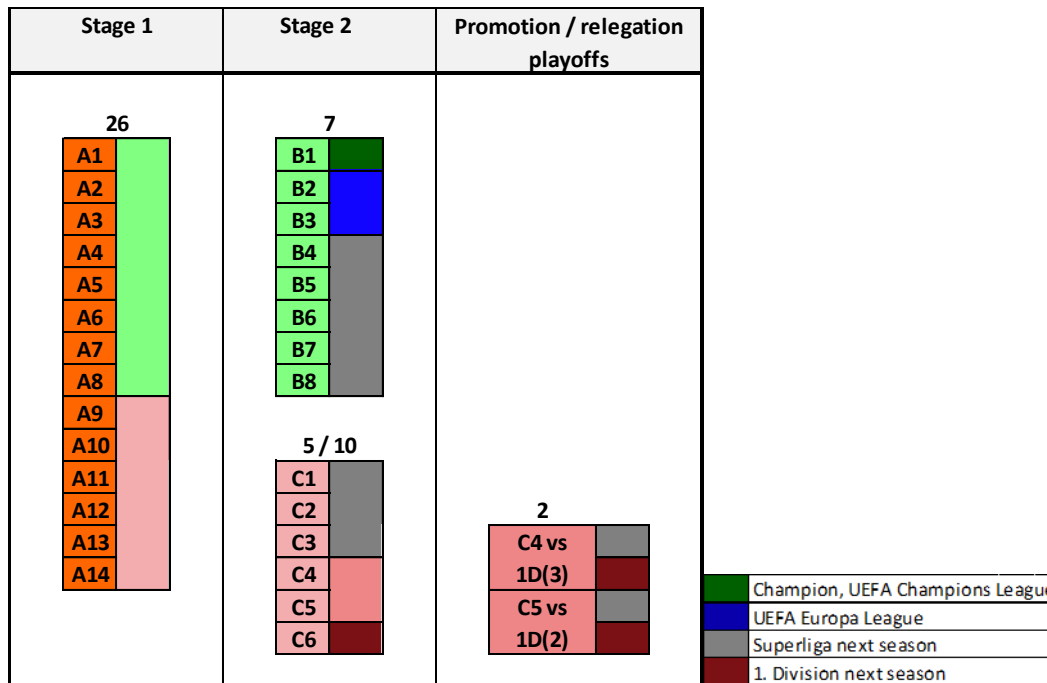 Stage 1
Stage 2
Promotion / relegation
playoffs
26
A1
A2
A3
A4
A5
A6
A7
A8
A9
A10
A11
A12
A13
A14
7
B1
B2
B3
B4
B5
B6
B7
B8
5 / 10
C1
C2
C3
C4
C5
C6
2
C4 vs
1D(3)
C5 vs
1D(2)
Champion, UEFA Champions League
UEFA Europa League
Superliga next season
1. Division next season